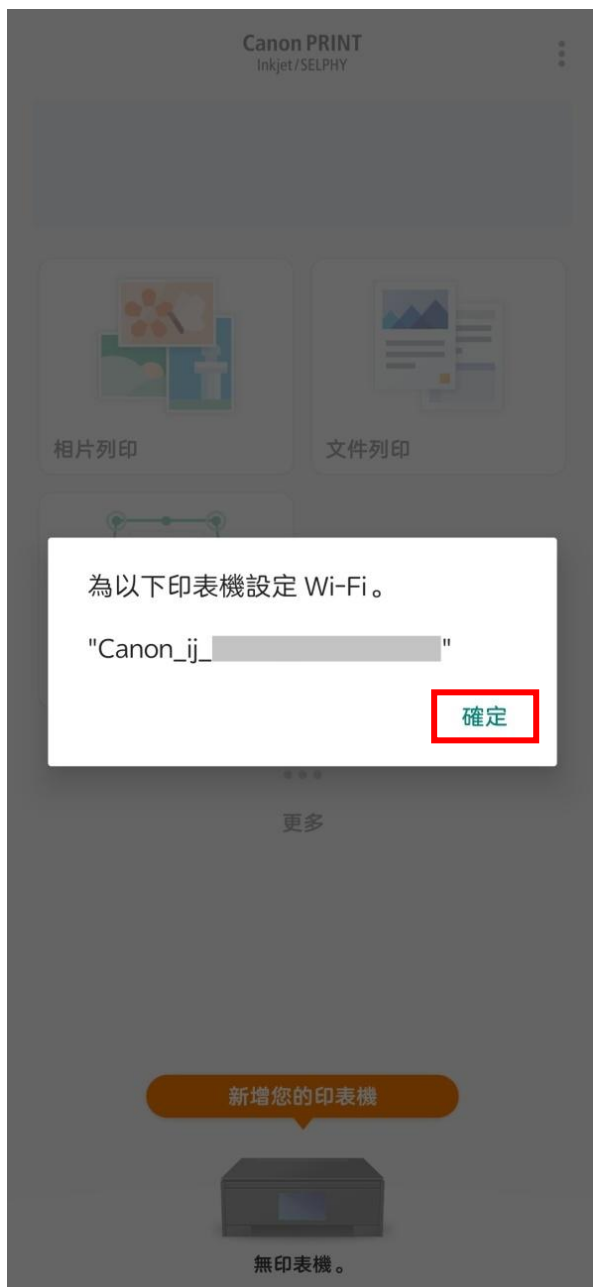 Canon PRINT
Inkjet/SELPHY
相片列印
文件列印
為以下印表機設定 Wi-Fi。
"Canon_ij_ "
確定
更多
新增您的印表機
無印表機。